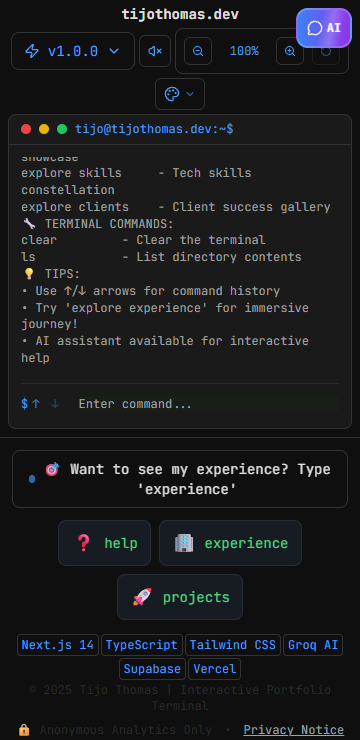 tijothomas.dev
AI
v1.0.0
100%
tijo@tijothomas.dev:~$
showcase
explore skills - Tech skills
constellation
explore clients - Client success gallery
🔧 TERMINAL COMMANDS:
clear - Clear the terminal
ls - List directory contents
💡 TIPS:
• Use ↑/↓ arrows for command history
• Try 'explore experience' for immersive
journey!
• AI assistant available for interactive
help
$ ↑ ↓ Enter command...
🎯 Want to see my experience? Type
'experience'
❓ help
🏢 experience
🚀 projects
Next.js 14 TypeScript Tailwind CSS Groq AI
Supabase Vercel
© 2025 Tijo Thomas | Interactive Portfolio
Terminal
🔒 Anonymous Analytics Only • Privacy Notice